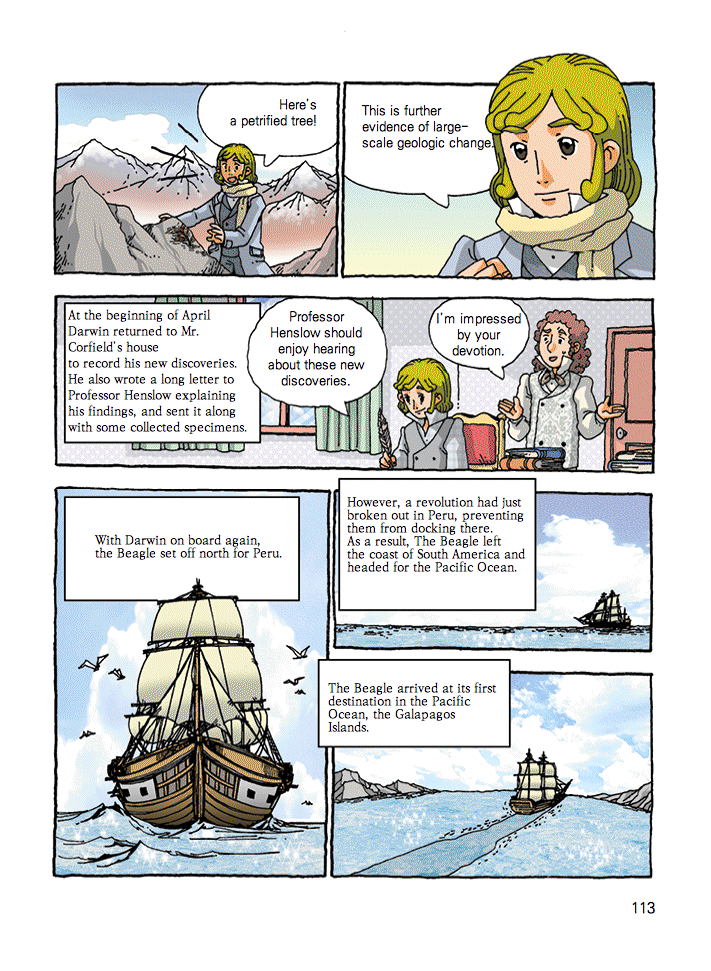 Here's
a petrified tree!
This is further
evidence of large-
scale geologic change.
At the beginning of April
Darwin returned to Mr.
Corfield's house
to record his new discoveries.
He also wrote a long letter to
Professor Henslow explaining
his findings, and sent it along
with some collected specimens.
Professor
Henslow should
enjoy hearing
about these new
discoveries.
I'm impressed
by your
devotion.
With Darwin on board again,
the Beagle set off north for Peru.
However, a revolution had just
broken out in Peru, preventing
them from docking there.
As a result, The Beagle left
the coast of South America and
headed for the Pacific Ocean.
The Beagle arrived at its first
destination in the Pacific
Ocean, the Galapagos
Islands.
113